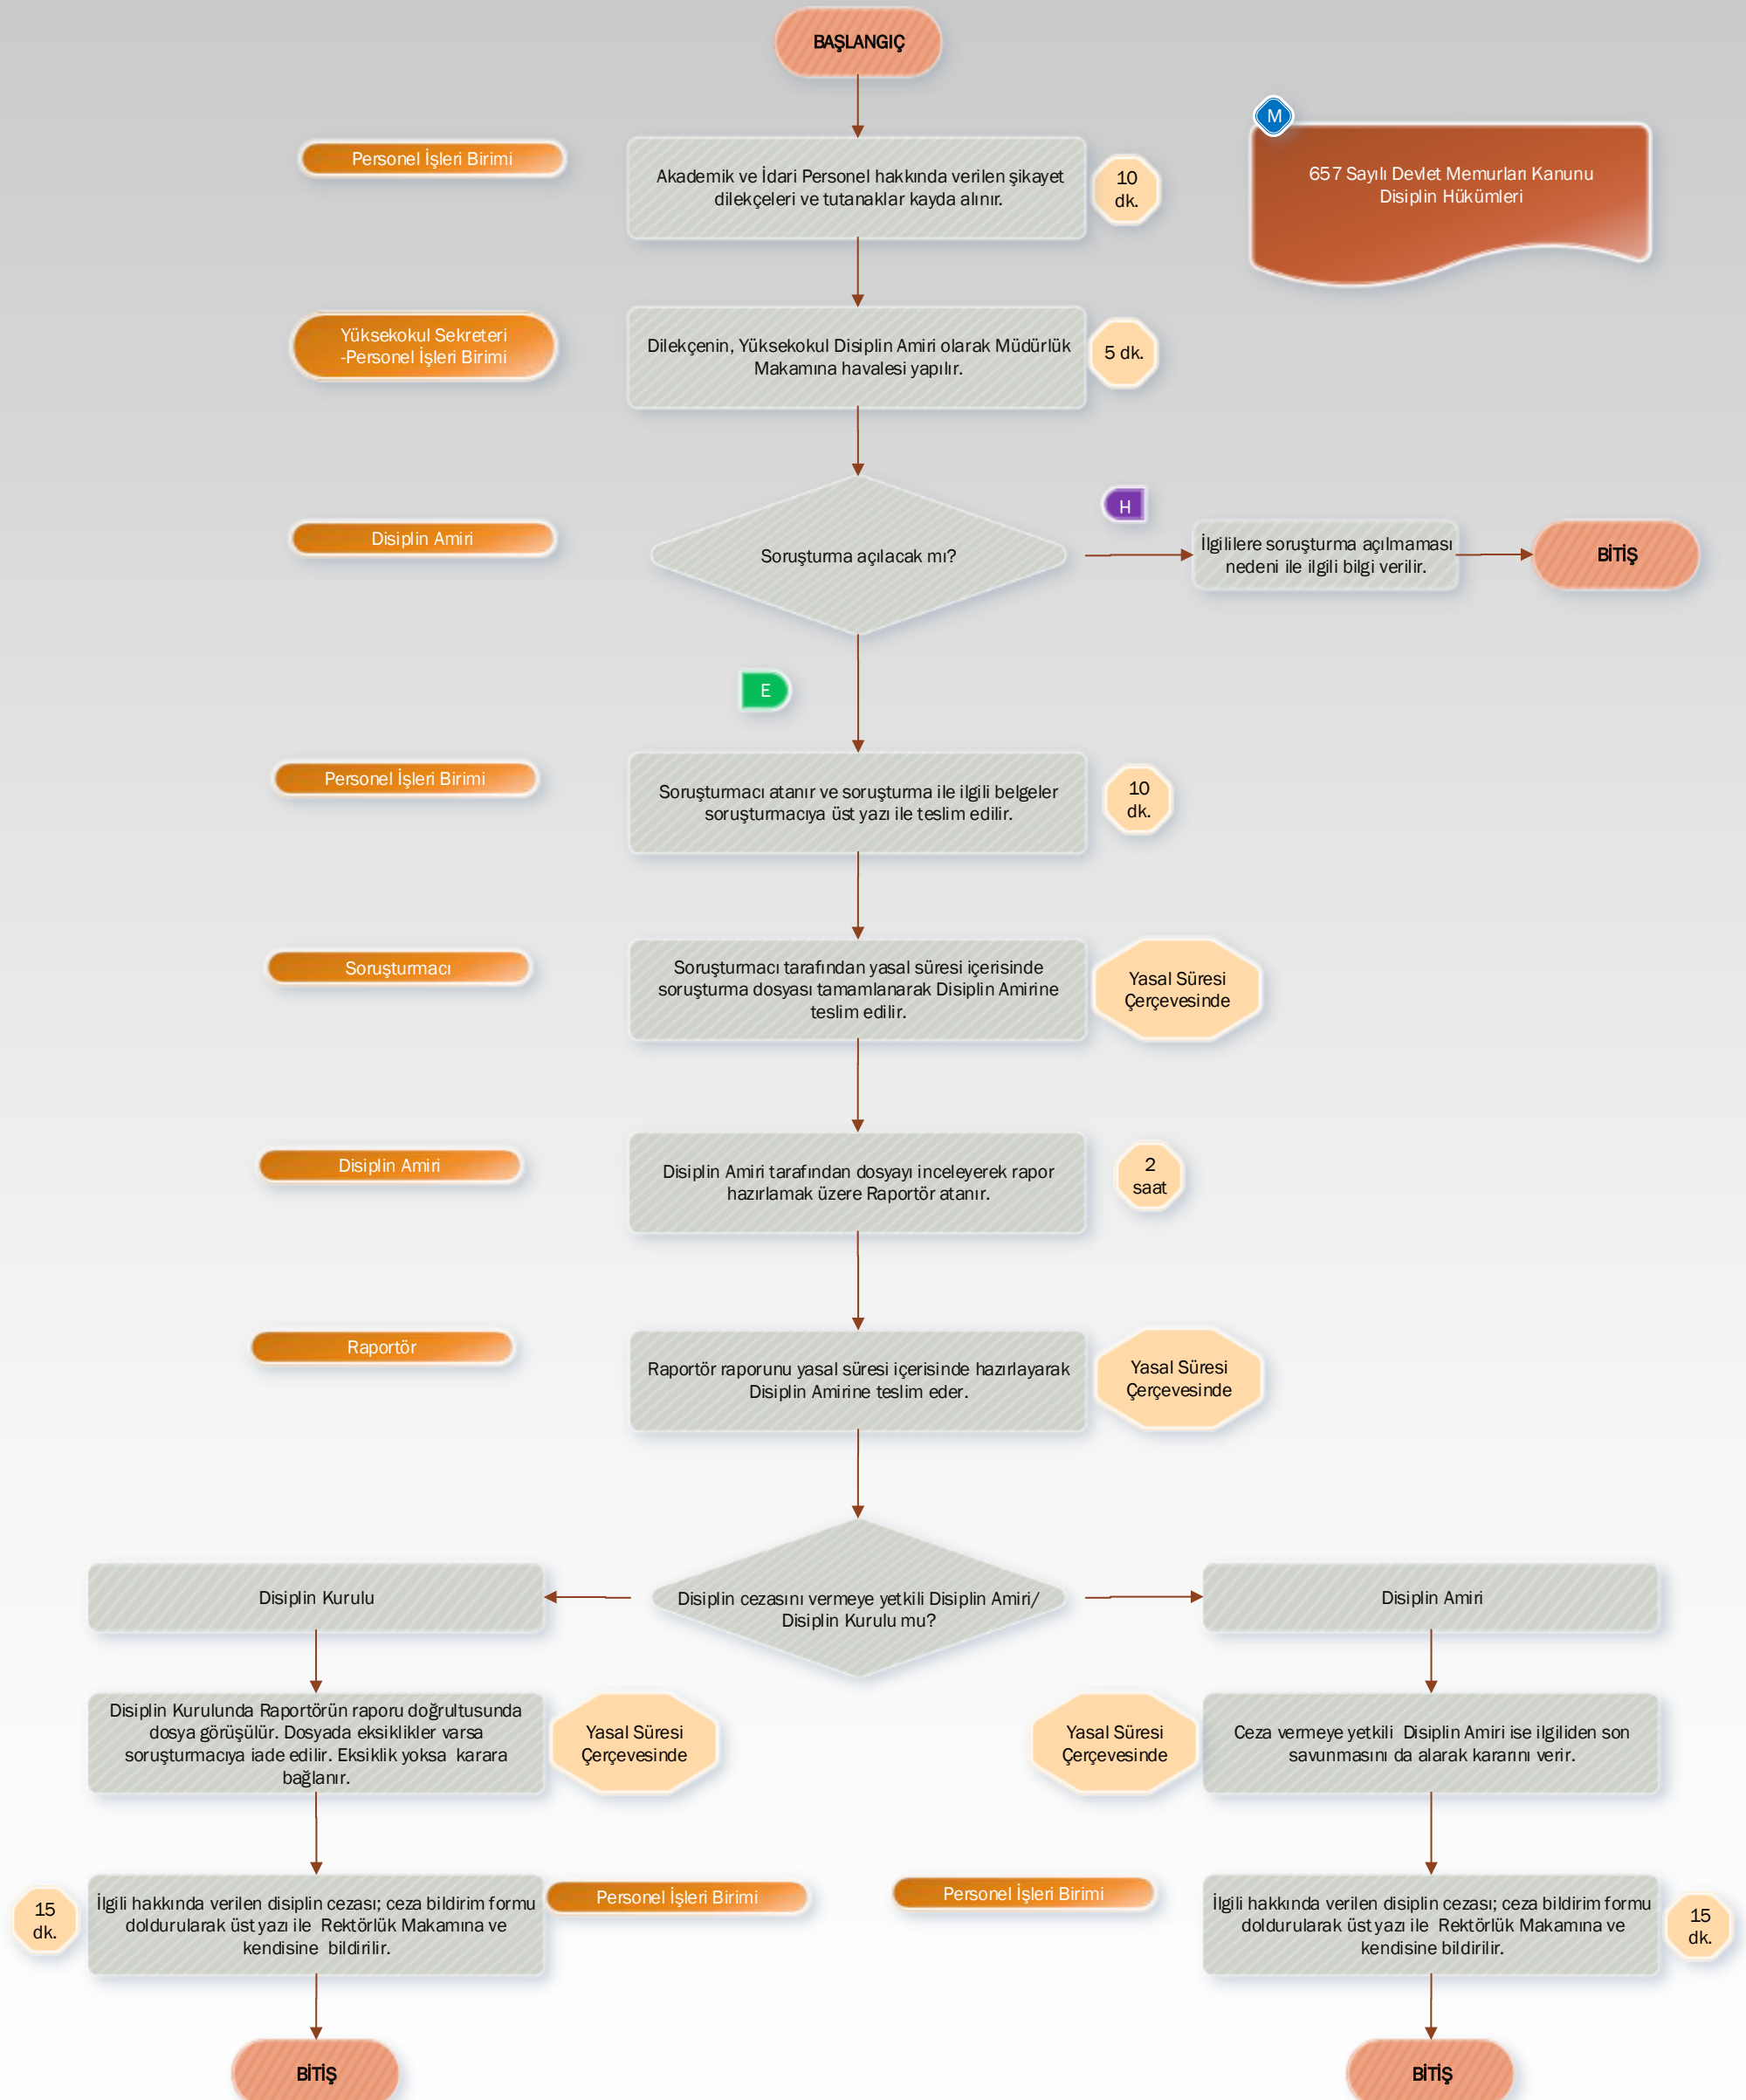 BAŞLANGIÇ
M
657 Sayılı Devlet Memurları Kanunu
Disiplin Hükümleri
Personel İşleri Birimi
Akademik ve İdari Personel hakkında verilen şikayet
dilekçeleri ve tutanaklar kayda alınır.
10
dk.
Yüksekokul Sekreteri
-Personel İşleri Birimi
Dilekçenin, Yüksekokul Disiplin Amiri olarak Müdürlük
Makamına havalesi yapılır.
5 dk.
Disiplin Amiri
Soruşturma açılacak mı?
H
İlgililere soruşturma açılmaması
nedeni ile ilgili bilgi verilir.
BİTİŞ
E
Personel İşleri Birimi
Soruşturmacı atanır ve soruşturma ile ilgili belgeler
soruşturmacıya üst yazı ile teslim edilir.
10
dk.
Soruşturmacı
Soruşturmacı tarafından yasal süresi içerisinde
soruşturma dosyası tamamlanarak Disiplin Amirine
teslim edilir.
Yasal Süresi
Çerçevesinde
Disiplin Amiri
Disiplin Amiri tarafından dosyayı inceleyerek rapor
hazırlamak üzere Raportör atanır.
2
saat
Raportör
Raportör raporunu yasal süresi içerisinde hazırlayarak
Disiplin Amirine teslim eder.
Yasal Süresi
Çerçevesinde
Disiplin Kurulu
Disiplin cezasını vermeye yetkili Disiplin Amiri/
Disiplin Kurulu mu?
Disiplin Amiri
Disiplin Kurulunda Raportörün raporu doğrultusunda
dosya görüşülür. Dosyada eksiklikler varsa
soruşturmacıya iade edilir. Eksiklik yoksa  karara
bağlanır.
Yasal Süresi
Çerçevesinde
Yasal Süresi
Çerçevesinde
Ceza vermeye yetkili  Disiplin Amiri ise ilgiliden son
savunmasını da alarak kararını verir.
15
dk.
İlgili hakkında verilen disiplin cezası; ceza bildirim formu
doldurularak üst yazı ile  Rektörlük Makamına ve
kendisine  bildirilir.
Personel İşleri Birimi
Personel İşleri Birimi
İlgili hakkında verilen disiplin cezası; ceza bildirim formu
doldurularak üst yazı ile  Rektörlük Makamına ve
kendisine bildirilir.
15
dk.
BİTİŞ
BİTİŞ